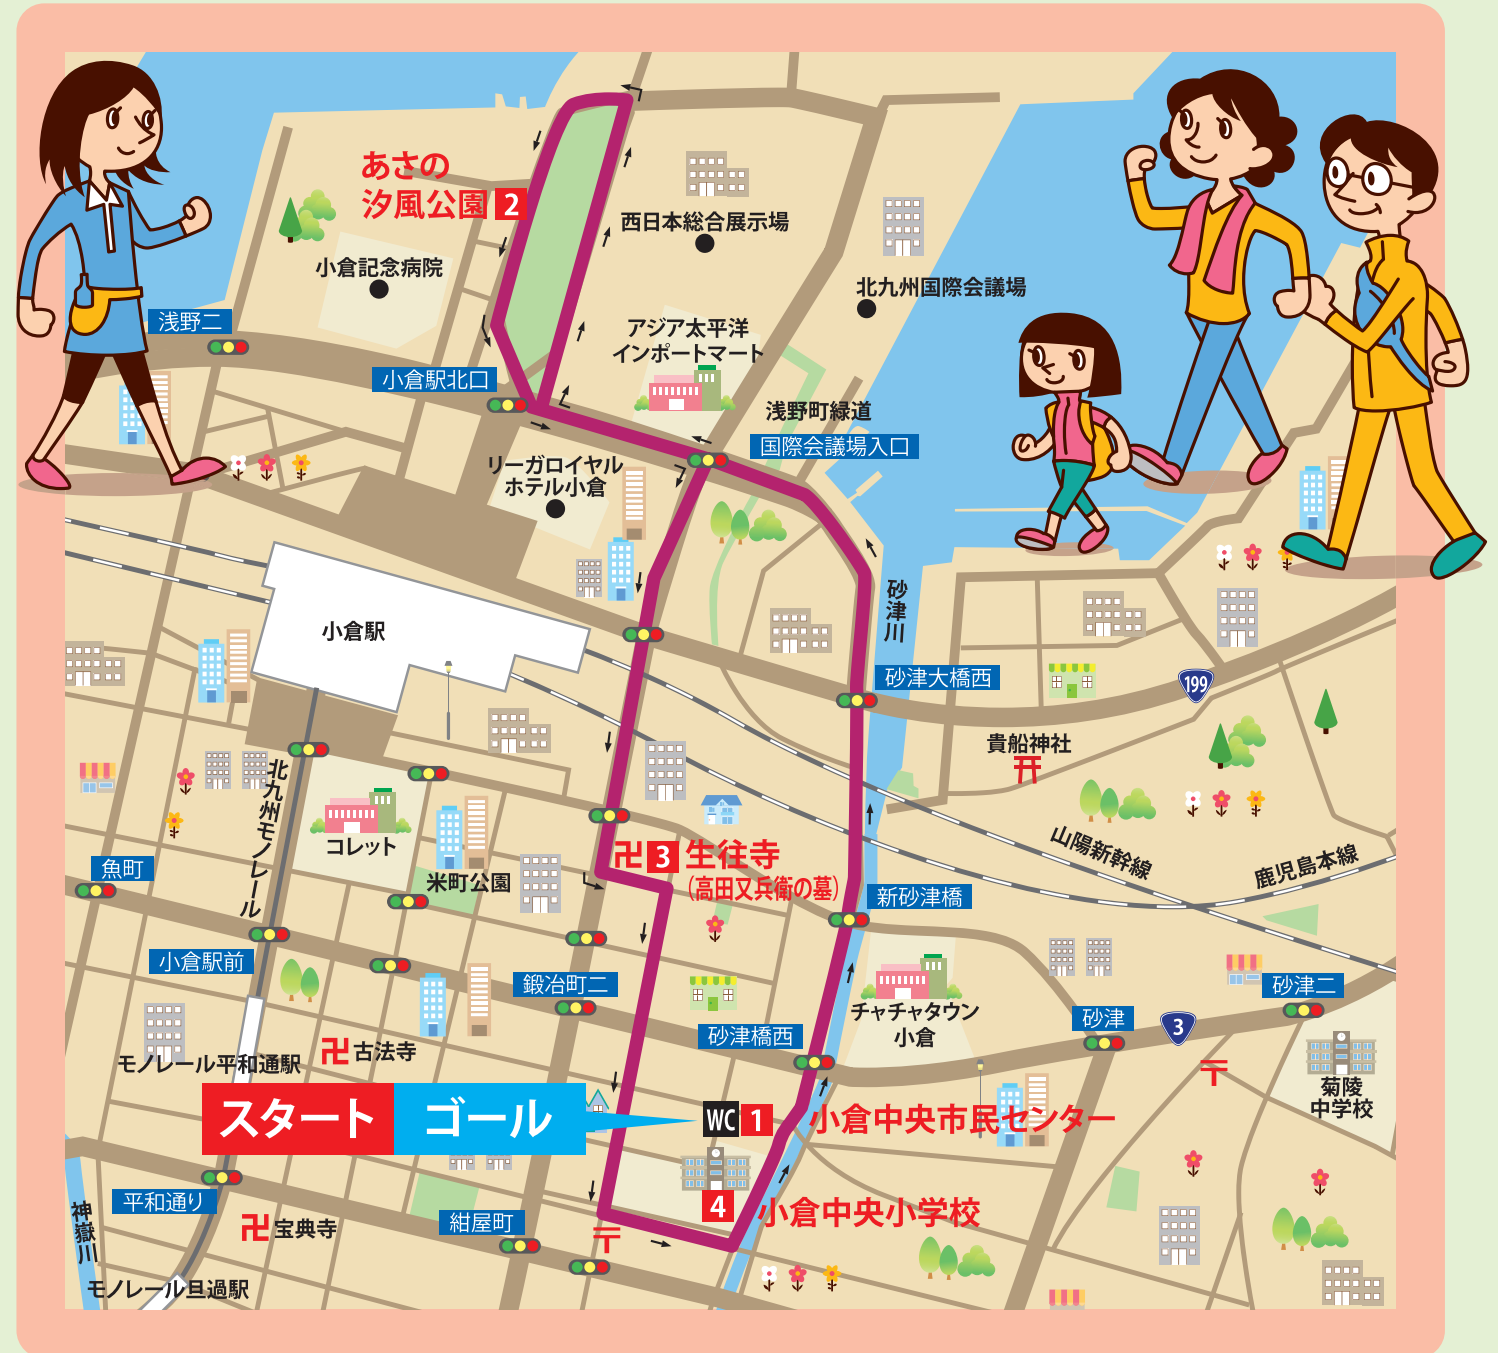 あさの
汐風公園 2
西日本総合展示場
小倉記念病院
北九州国際会議場
浅野二
アジア太平洋
インポートマート
小倉駅北口
浅野町緑道
国際会議場入口
リーガロイヤル
ホテル小倉
砂津川
小倉駅
砂津大橋西
199
貴船神社
北九州モノレール
コレット
山陽新幹線
鹿児島本線
卍 3 生往寺
(高田又兵衛の墓)
魚町
米町公園
新砂津橋
小倉駅前
鍛冶町二
砂津二
チャチャタウン
小倉
砂津
3
砂津橋西
モノレール平和通駅
卍 古法寺
〒
菊陵
中学校
スタート ゴール
WC 1 小倉中央市民センター
4
小倉中央小学校
平和通り
神嶽川
卍 宝典寺
紺屋町
〒
モノレール旦過駅